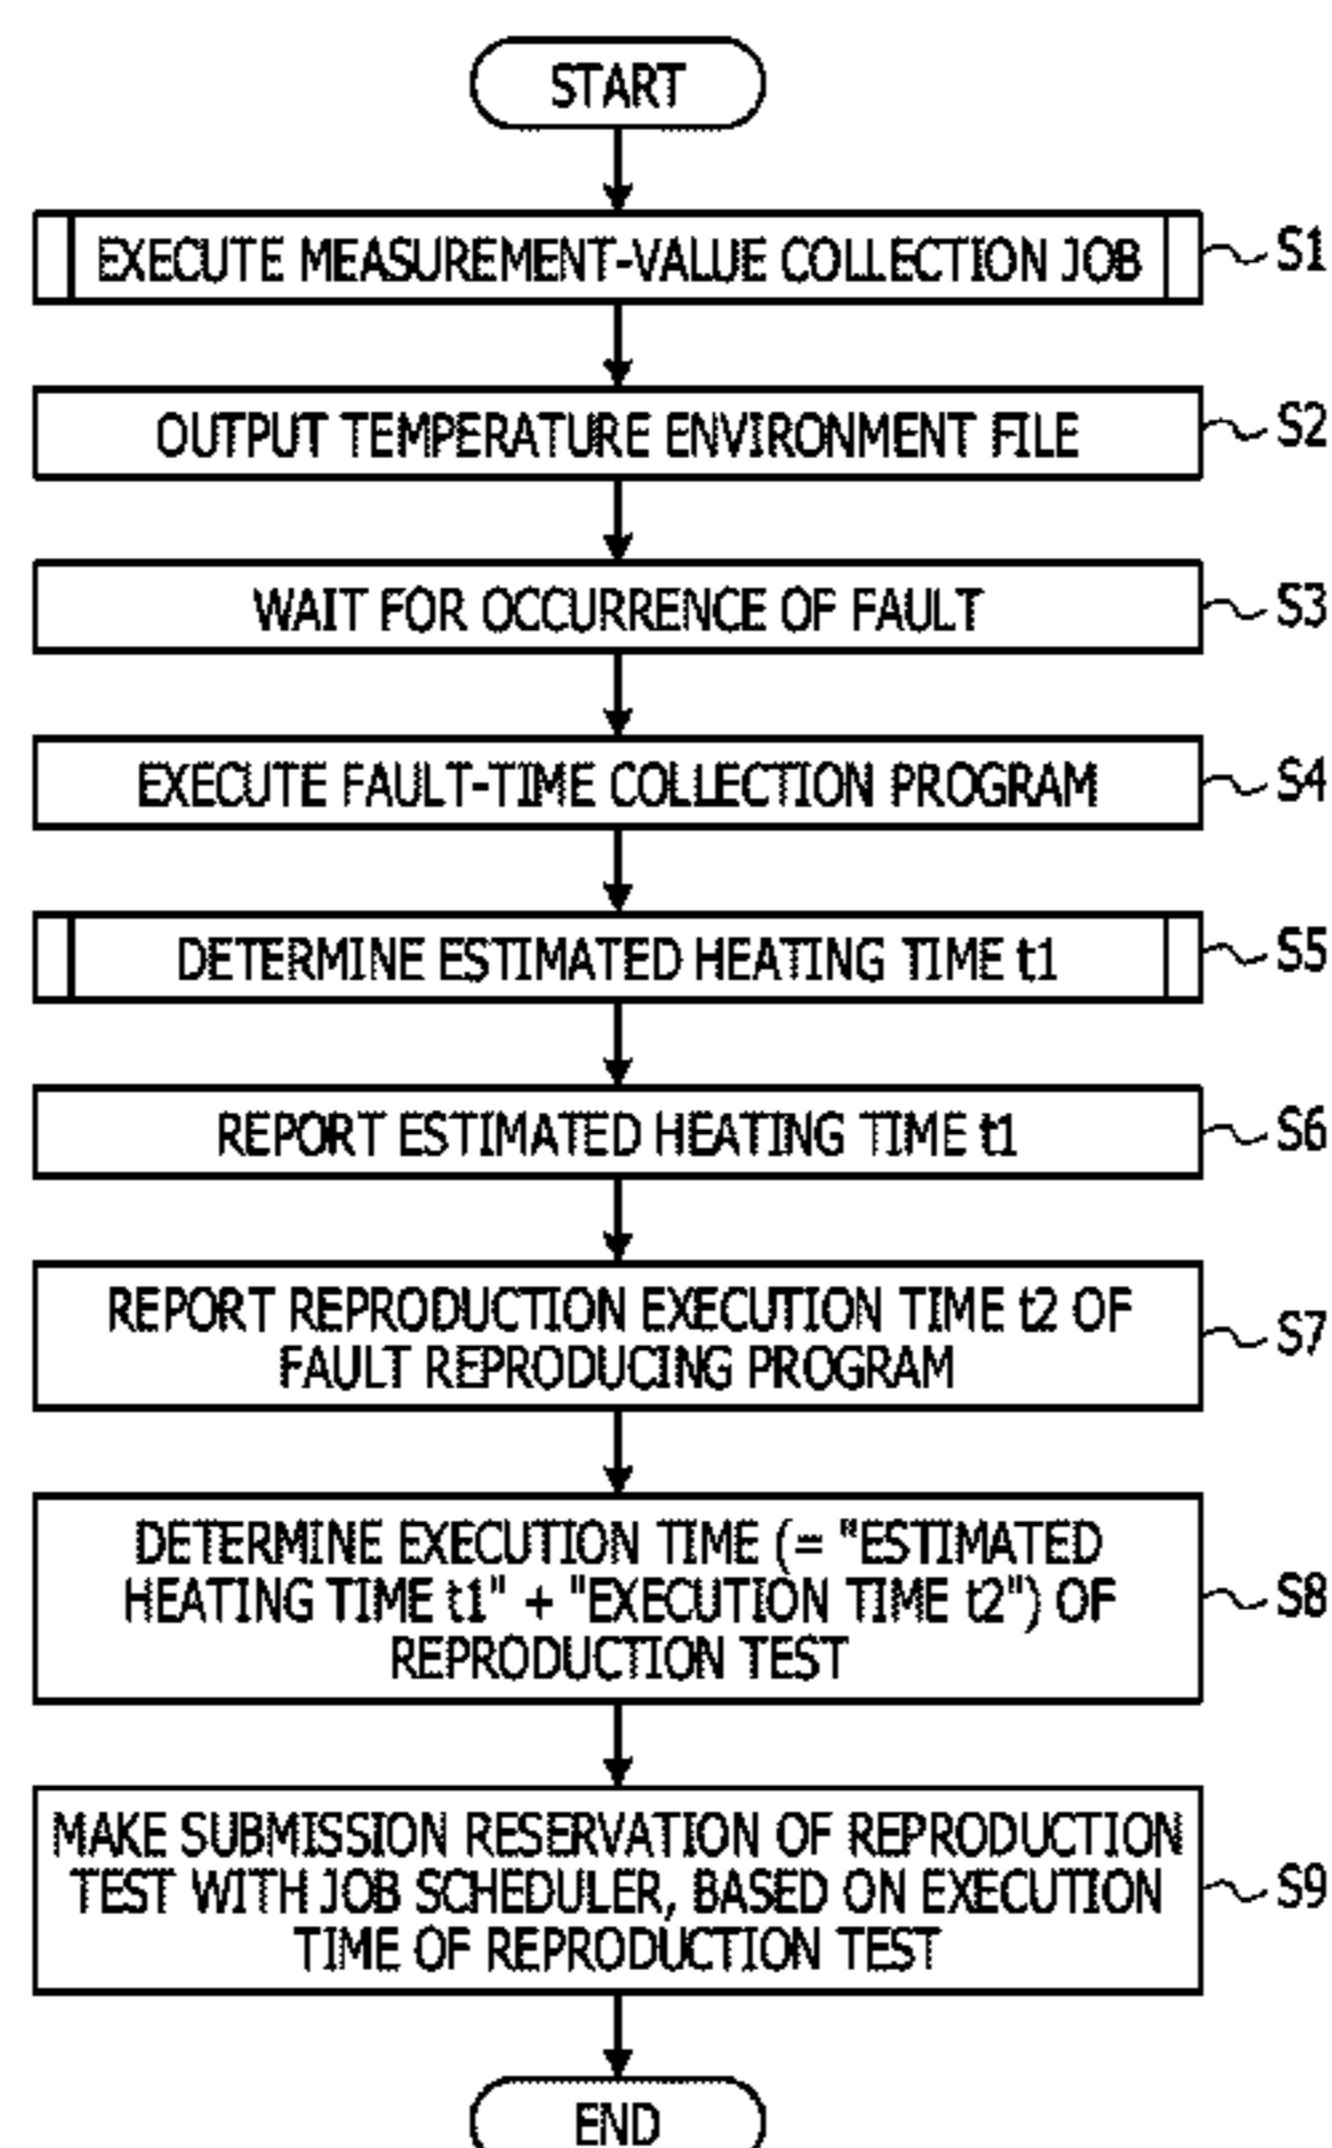 START
EXECUTE MEASUREMENT-VALUE COLLECTION JOB
S1
OUTPUT TEMPERATURE ENVIRONMENT FILE
S2
WAIT FOR OCCURRENCE OF FAULT
S3
EXECUTE FAULT-TIME COLLECTION PROGRAM
S4
DETERMINE ESTIMATED HEATING TIME t1
S5
REPORT ESTIMATED HEATING TIME t1
S6
REPORT REPRODUCTION EXECUTION TIME t2 OF
FAULT REPRODUCING PROGRAM
S7
DETERMINE EXECUTION TIME (= "ESTIMATED
HEATING TIME t1" + "EXECUTION TIME t2") OF
REPRODUCTION TEST
S8
MAKE SUBMISSION RESERVATION OF REPRODUCTION
TEST WITH JOB SCHEDULER, BASED ON EXECUTION
TIME OF REPRODUCTION TEST
S9
END